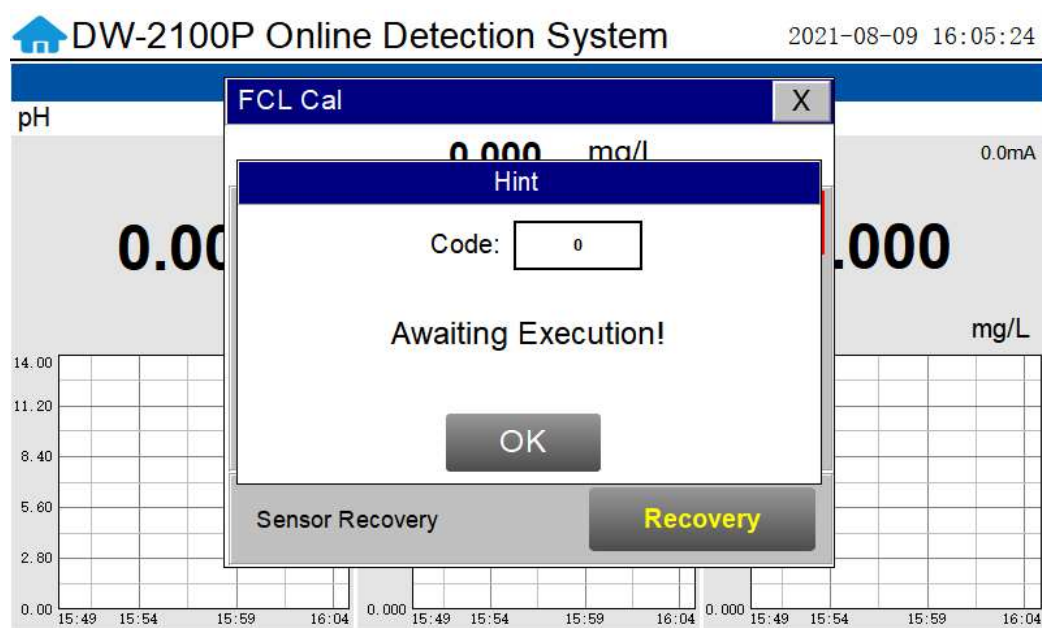 DW-2100P Online Detection System
2021-08-09 16:05:24
FCL Cal
X
pH
0.000 mg/l
0.0mA
Hint
Code: 0
0.00
.000
Awaiting Execution!
mg/L
OK
Sensor Recovery
Recovery
14.00
11.20
8.40
5.60
2.80
0.00
15:49 15:54 15:59 16:04
0.000
15:49 15:54 15:59 16:04
0.000
15:49 15:54 15:59 16:04